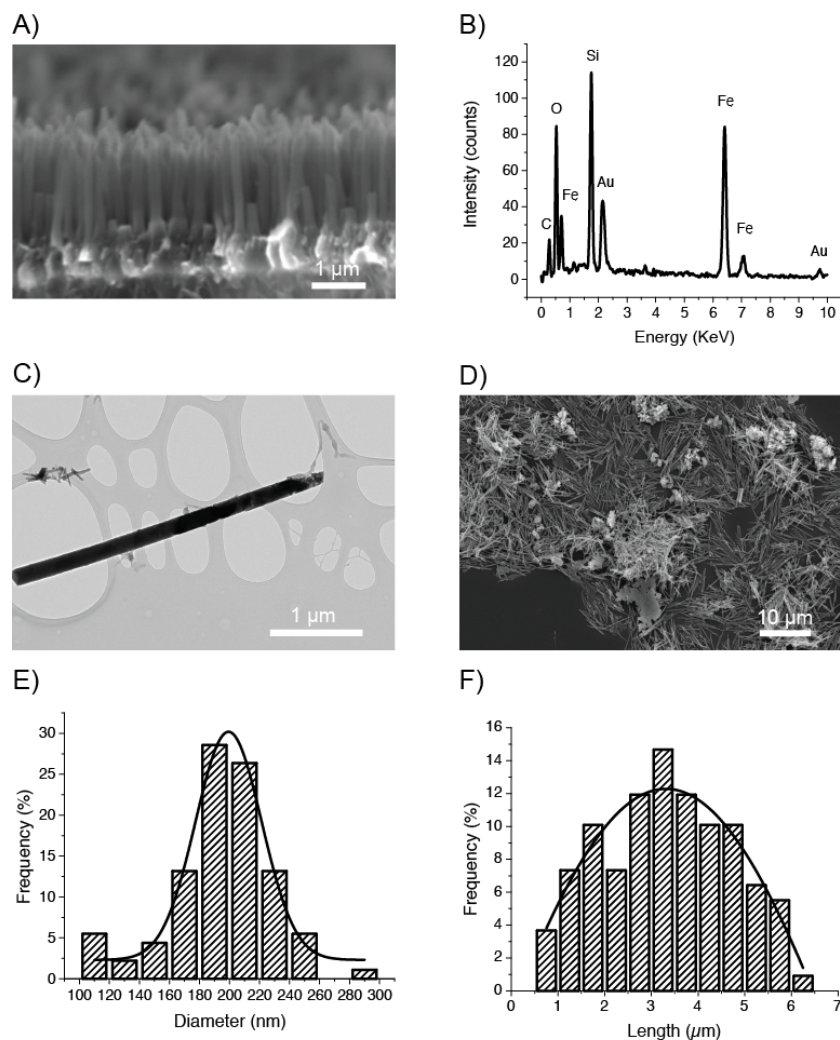 A)
1 µm
B)
Intensity (counts)
120
100
80
60
40
20
0
C
O
Fe
Si
Au
Fe
Fe
Au
0 1 2 3 4 5 6 7 8 9 10
Energy (KeV)
C)
1 µm
D)
10 µm
E)
Frequency (%)
30
25
20
15
10
5
0
100 120 140 160 180 200 220 240 260 280 300
Diameter (nm)
F)
Frequency (%)
16
14
12
10
8
6
4
2
0
0 1 2 3 4 5 6 7
Length (µm)